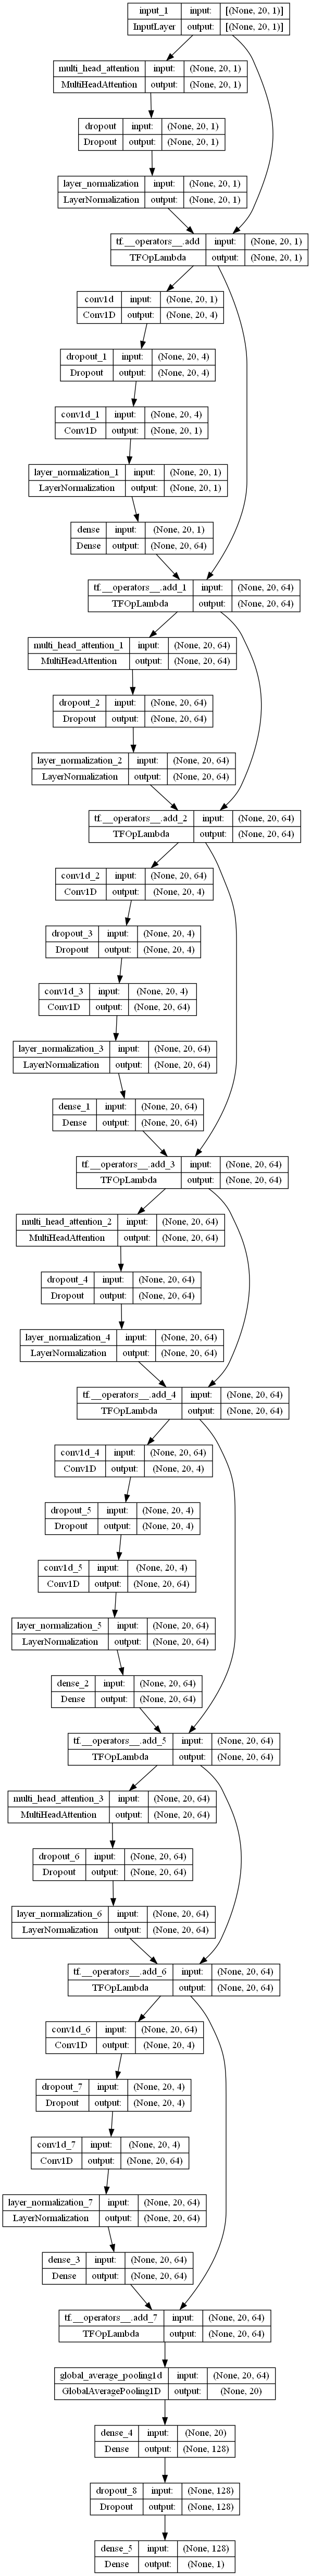 input_1 input: [(None, 20, 1)]
InputLayer output: [(None, 20, 1)]
multi_head_attention input: (None, 20, 1)
MultiHeadAttention output: (None, 20, 1)
dropout input: (None, 20, 1)
Dropout output: (None, 20, 1)
layer_normalization input: (None, 20, 1)
LayerNormalization output: (None, 20, 1)
tf.__operators__.add input: (None, 20, 1)
TFOpLambda output: (None, 20, 1)
conv1d input: (None, 20, 1)
Conv1D output: (None, 20, 4)
dropout_1 input: (None, 20, 4)
Dropout output: (None, 20, 4)
conv1d_1 input: (None, 20, 4)
Conv1D output: (None, 20, 1)
layer_normalization_1 input: (None, 20, 1)
LayerNormalization output: (None, 20, 1)
dense input: (None, 20, 1)
Dense output: (None, 20, 64)
tf.__operators__.add_1 input: (None, 20, 64)
TFOpLambda output: (None, 20, 64)
multi_head_attention_1 input: (None, 20, 64)
MultiHeadAttention output: (None, 20, 64)
dropout_2 input: (None, 20, 64)
Dropout output: (None, 20, 64)
layer_normalization_2 input: (None, 20, 64)
LayerNormalization output: (None, 20, 64)
tf.__operators__.add_2 input: (None, 20, 64)
TFOpLambda output: (None, 20, 64)
conv1d_2 input: (None, 20, 64)
Conv1D output: (None, 20, 4)
dropout_3 input: (None, 20, 4)
Dropout output: (None, 20, 4)
conv1d_3 input: (None, 20, 4)
Conv1D output: (None, 20, 64)
layer_normalization_3 input: (None, 20, 64)
LayerNormalization output: (None, 20, 64)
dense_1 input: (None, 20, 64)
Dense output: (None, 20, 64)
tf.__operators__.add_3 input: (None, 20, 64)
TFOpLambda output: (None, 20, 64)
multi_head_attention_2 input: (None, 20, 64)
MultiHeadAttention output: (None, 20, 64)
dropout_4 input: (None, 20, 64)
Dropout output: (None, 20, 64)
layer_normalization_4 input: (None, 20, 64)
LayerNormalization output: (None, 20, 64)
tf.__operators__.add_4 input: (None, 20, 64)
TFOpLambda output: (None, 20, 64)
conv1d_4 input: (None, 20, 64)
Conv1D output: (None, 20, 4)
dropout_5 input: (None, 20, 4)
Dropout output: (None, 20, 4)
conv1d_5 input: (None, 20, 4)
Conv1D output: (None, 20, 64)
layer_normalization_5 input: (None, 20, 64)
LayerNormalization output: (None, 20, 64)
dense_2 input: (None, 20, 64)
Dense output: (None, 20, 64)
tf.__operators__.add_5 input: (None, 20, 64)
TFOpLambda output: (None, 20, 64)
multi_head_attention_3 input: (None, 20, 64)
MultiHeadAttention output: (None, 20, 64)
dropout_6 input: (None, 20, 64)
Dropout output: (None, 20, 64)
layer_normalization_6 input: (None, 20, 64)
LayerNormalization output: (None, 20, 64)
tf.__operators__.add_6 input: (None, 20, 64)
TFOpLambda output: (None, 20, 64)
conv1d_6 input: (None, 20, 64)
Conv1D output: (None, 20, 4)
dropout_7 input: (None, 20, 4)
Dropout output: (None, 20, 4)
conv1d_7 input: (None, 20, 4)
Conv1D output: (None, 20, 64)
layer_normalization_7 input: (None, 20, 64)
LayerNormalization output: (None, 20, 64)
dense_3 input: (None, 20, 64)
Dense output: (None, 20, 64)
tf.__operators__.add_7 input: (None, 20, 64)
TFOpLambda output: (None, 20, 64)
global_average_pooling1d input: (None, 20, 64)
GlobalAveragePooling1D output: (None, 20)
dense_4 input: (None, 20)
Dense output: (None, 128)
dropout_8 input: (None, 128)
Dropout output: (None, 128)
dense_5 input: (None, 128)
Dense output: (None, 1)